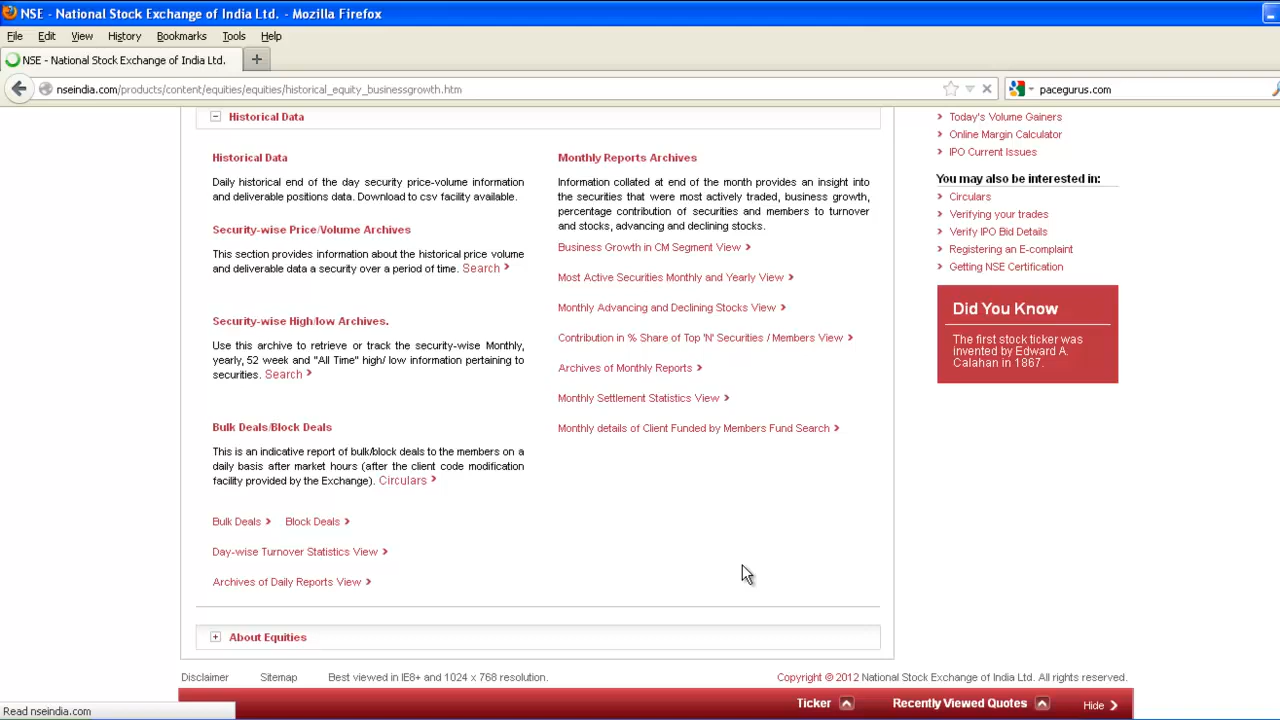 NSE - National Stock Exchange of India Ltd. - Mozilla Firefox
File Edit View History Bookmarks Tools Help
NSE - National Stock Exchange of India Ltd. +
nseindia.com/products/content/equities/equities/historical_equity_businessgrowth.htm
pacegurus.com
Historical Data
Historical Data
Daily historical end of the day security price-volume information
and deliverable positions data. Download to csv facility available.
Security-wise Price/Volume Archives
This section provides information about the historical price volume
and deliverable data a security over a period of time. Search
Security-wise High/low Archives.
Use this archive to retrieve or track the security-wise Monthly,
yearly, 52 week and "All Time" high/ low information pertaining to
securities. Search
Bulk Deals/Block Deals
This is an indicative report of bulk/block deals to the members on a
daily basis after market hours (after the client code modification
facility provided by the Exchange). Circulars
Bulk Deals Block Deals
Day-wise Turnover Statistics View
Archives of Daily Reports View
Monthly Reports Archives
Information collated at end of the month provides an insight into
the securities that were most actively traded, business growth,
percentage contribution of securities and members to turnover
and stocks, advancing and declining stocks.
Business Growth in CM Segment View
Most Active Securities Monthly and Yearly View
Monthly Advancing and Declining Stocks View
Contribution in % Share of Top 'N' Securities / Members View
Archives of Monthly Reports
Monthly Settlement Statistics View
Monthly details of Client Funded by Members Fund Search
About Equities
Today's Volume Gainers
Online Margin Calculator
IPO Current Issues
You may also be interested in:
Circulars
Verifying your trades
Verify IPO Bid Details
Registering an E-complaint
Getting NSE Certification
Did You Know
The first stock ticker was
invented by Edward A.
Calahan in 1867.
Disclaimer Sitemap Best viewed in IE8+ and 1024 x 768 resolution. Copyright © 2012 National Stock Exchange of India Ltd. All rights reserved.
Ticker Recently Viewed Quotes Hide
Read nseindia.com